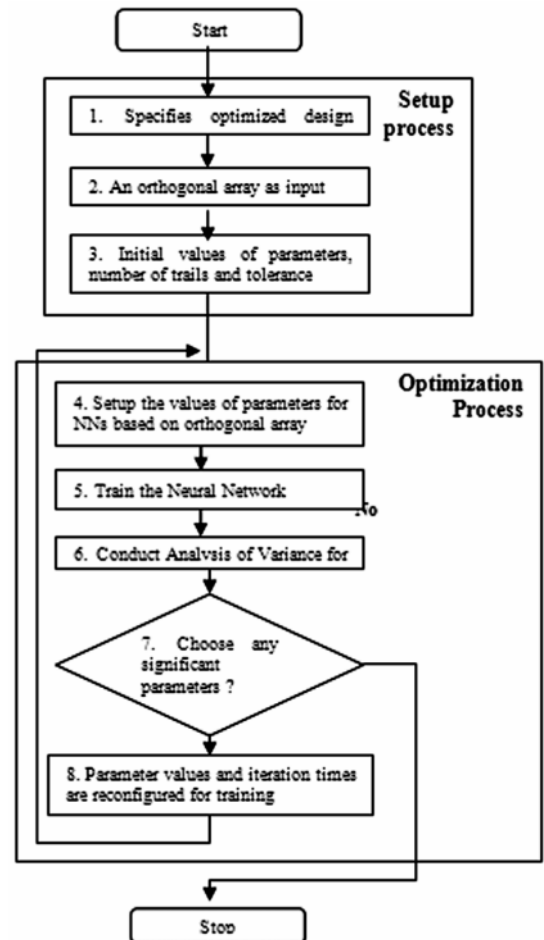 Start
Setup
process
1. Specifies optimized design
2. An orthogonal array as input
3. Initial values of parameters,
number of trails and tolerance
Optimization
Process
4. Setup the values of parameters for
NNs based on orthogonal array
5. Train the Neural Network
No
6. Conduct Analysis of Variance for
7. Choose any
significant
parameters ?
8. Parameter values and iteration times
are reconfigured for training
Stop